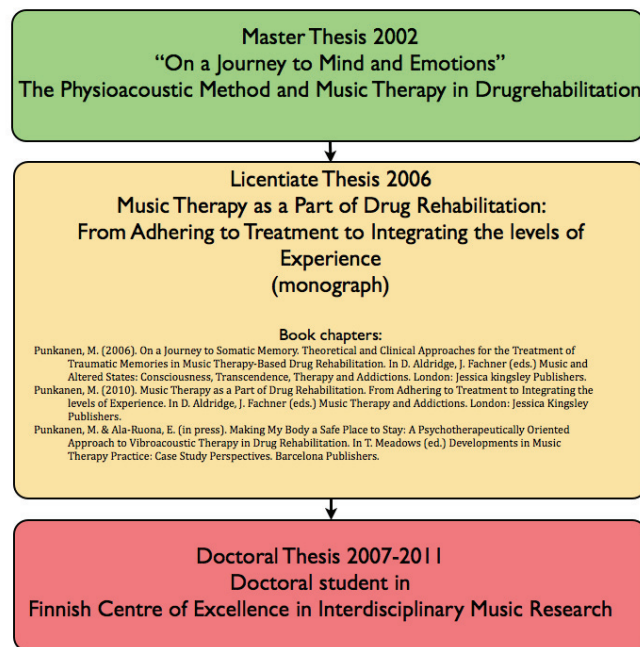 Master Thesis 2002
“On a Journey to Mind and Emotions”
The Physioacoustic Method and Music Therapy in Drugrehabilitation
Licentiate Thesis 2006
Music Therapy as a Part of Drug Rehabilitation:
From Adhering to Treatment to Integrating the levels of
Experience
(monograph)
Book chapters:
Punkanen, M. (2006). On a Journey to Somatic Memory. Theoretical and Clinical Approaches for the Treatment of
Traumatic Memories in Music Therapy-Based Drug Rehabilitation. In D. Aldridge, J. Fachner (eds.) Music and
Altered States: Consciousness, Transcendence, Therapy and Addictions. London: Jessica kingsley Publishers.
Punkanen, M. (2010). Music Therapy as a Part of Drug Rehabilitation. From Adhering to Treatment to Integrating the
levels of Experience. In D. Aldridge, J. Fachner (eds.) Music Therapy and Addictions. London: Jessica Kingsley
Publishers.
Punkanen, M. & Ala-Ruona, E. (in press). Making My Body a Safe Place to Stay: A Psychotherapeutically Oriented
Approach to Vibroacoustic Therapy in Drug Rehabilitation. In T. Meadows (ed.) Developments in Music
Therapy Practice: Case Study Perspectives. Barcelona Publishers.
Doctoral Thesis 2007-2011
Doctoral student in
Finnish Centre of Excellence in Interdisciplinary Music Research